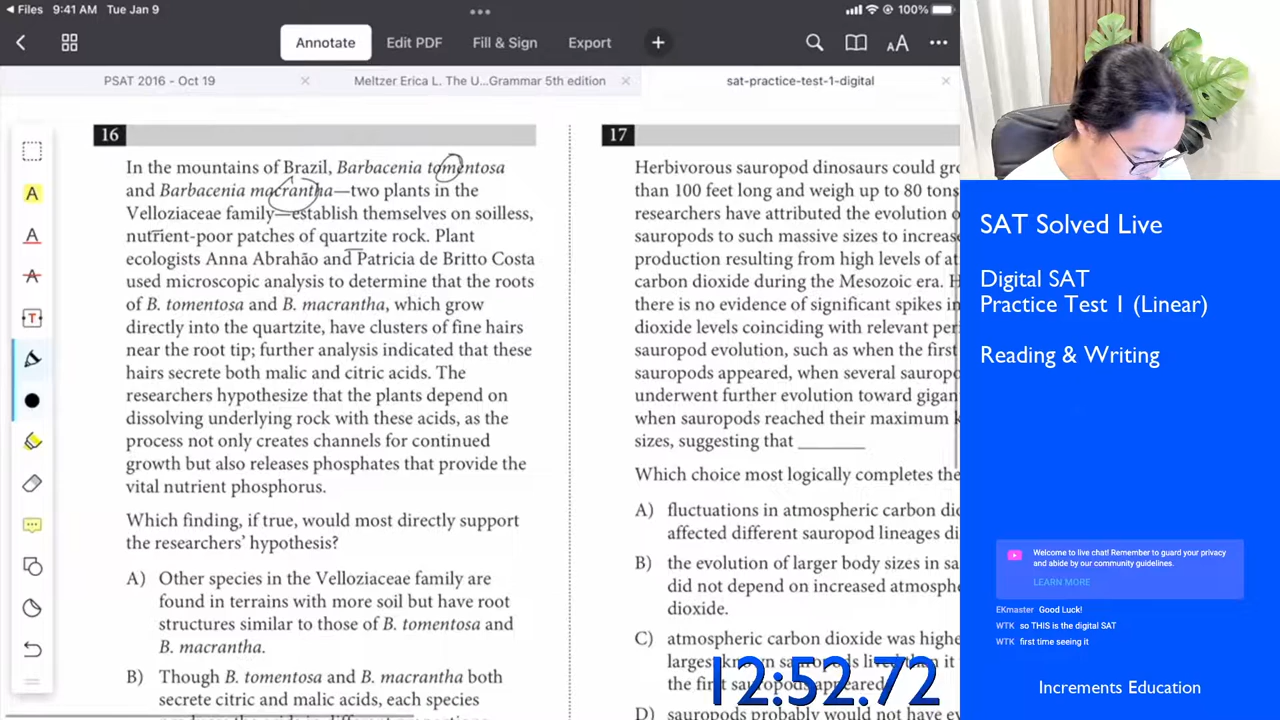 Files 9:41 AM Tue Jan 9
100%
Annotate Edit PDF Fill & Sign Export
PSAT 2016 - Oct 19
Meltzer Erica L. The U...Grammar 5th edition
sat-practice-test-1-digital
16
In the mountains of Brazil, Barbacenia tomentosa
and Barbacenia macrantha—two plants in the
Velloziaceae family—establish themselves on soilless,
nutrient-poor patches of quartzite rock. Plant
ecologists Anna Abrahão and Patricia de Britto Costa
used microscopic analysis to determine that the roots
of B. tomentosa and B. macrantha, which grow
directly into the quartzite, have clusters of fine hairs
near the root tip; further analysis indicated that these
hairs secrete both malic and citric acids. The
researchers hypothesize that the plants depend on
dissolving underlying rock with these acids, as the
process not only creates channels for continued
growth but also releases phosphates that provide the
vital nutrient phosphorus.
Which finding, if true, would most directly support
the researchers' hypothesis?
A) Other species in the Velloziaceae family are
found in terrains with more soil but have root
structures similar to those of B. tomentosa and
B. macrantha.
B) Though B. tomentosa and B. macrantha both
secrete citric and malic acids, each species
17
Herbivorous sauropod dinosaurs could gro
than 100 feet long and weigh up to 80 tons
researchers have attributed the evolution o
sauropods to such massive sizes to increase
production resulting from high levels of at
carbon dioxide during the Mesozoic era. H
there is no evidence of significant spikes in
dioxide levels coinciding with relevant per
sauropod evolution, such as when the first
sauropods appeared, when several sauropo
underwent further evolution toward gigan
when sauropods reached their maximum k
sizes, suggesting that ________
Which choice most logically completes the
A) fluctuations in atmospheric carbon dio
affected different sauropod lineages di
B) the evolution of larger body sizes in sa
did not depend on increased atmosphe
dioxide.
C) atmospheric carbon dioxide was highe
largest known sauropods lived than it
the first sauropods appeared
D) sauropods probably would not have ev
12:52.72
SAT Solved Live
Digital SAT
Practice Test 1 (Linear)
Reading & Writing
Welcome to live chat! Remember to guard your privacy
and abide by our community guidelines.
LEARN MORE
EKmaster Good Luck!
WTK so THIS is the digital SAT
WTK first time seeing it
Increments Education